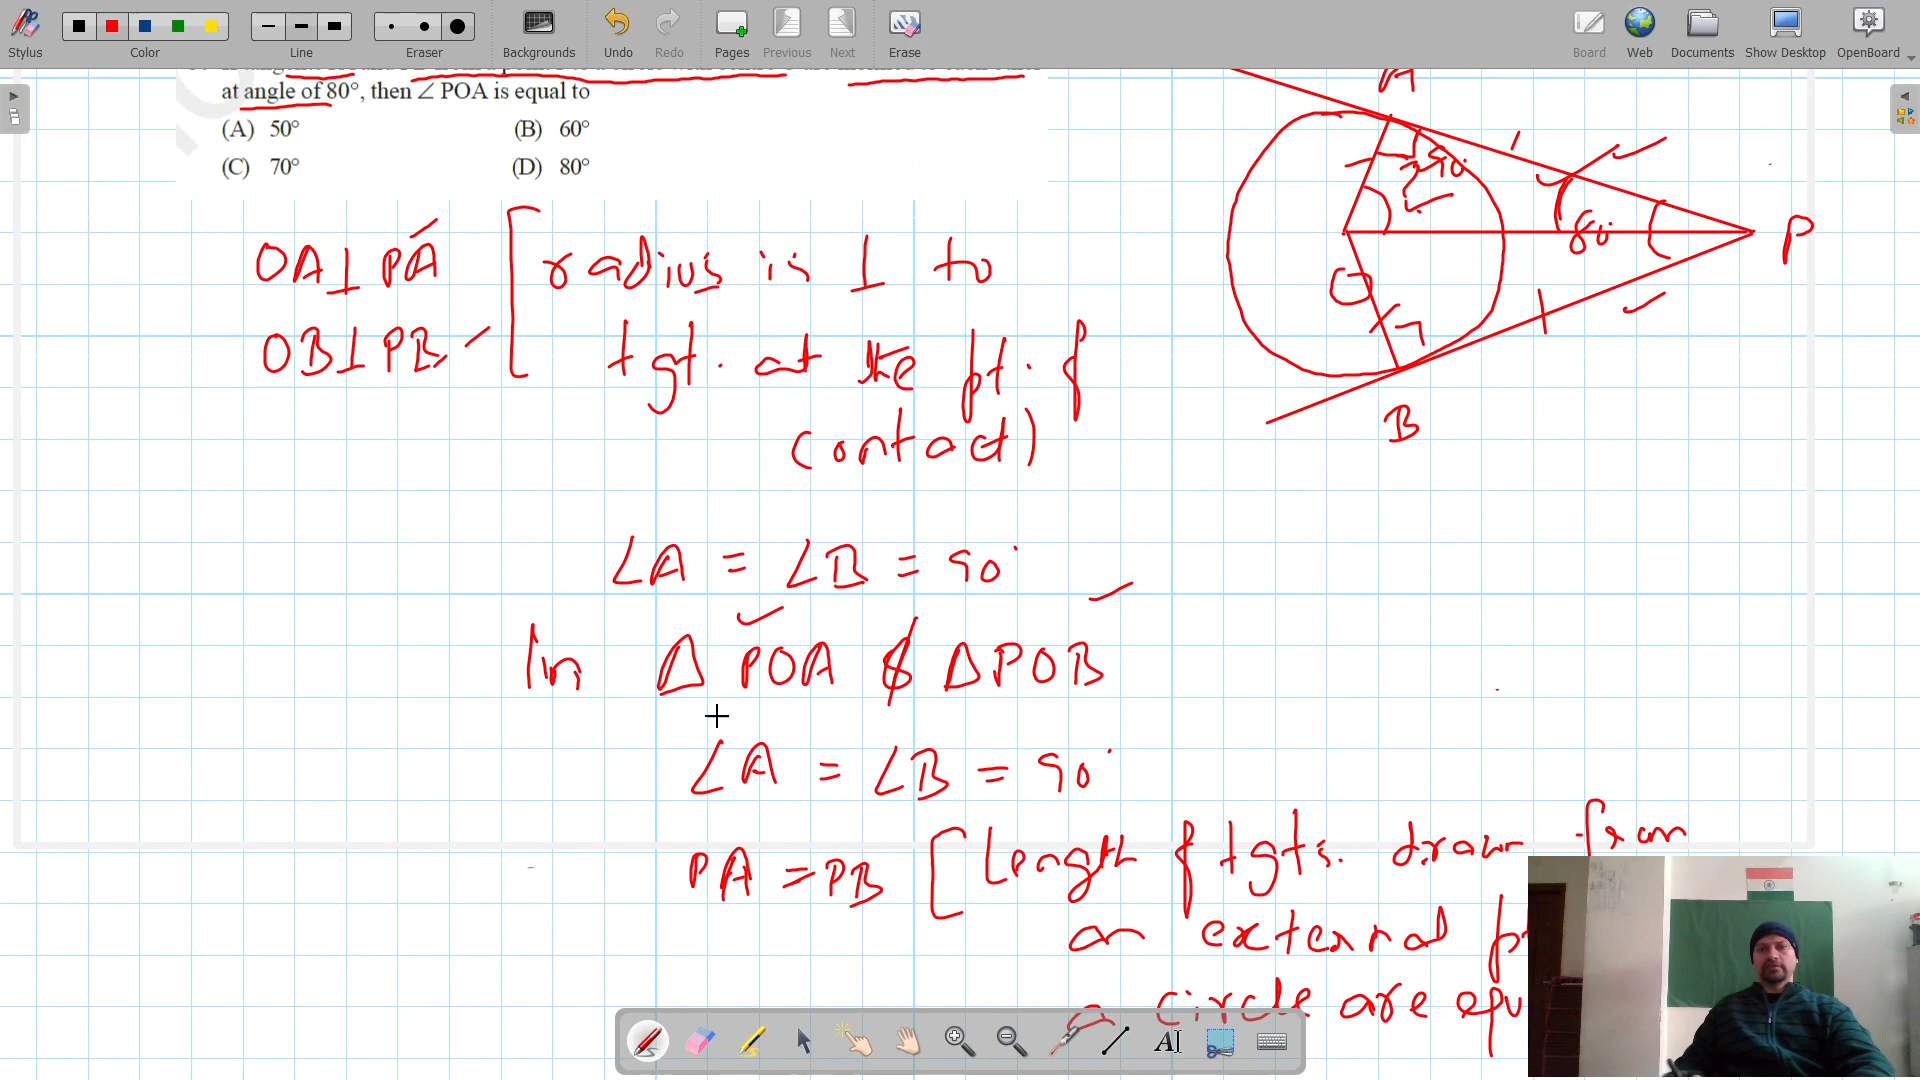 Stylus
Color
Line
Eraser
Backgrounds
Undo
Redo
Pages
Previous
Next
Erase
Board
Web
Documents
Show Desktop
OpenBoard
at angle of 80°, then ∠ POA is equal to
(A) 50° (B) 60°
(C) 70° (D) 80°
A
90°
80°
P
O
B
OA⊥PA [radius is ⊥ to
OB⊥PB tgt. at the pt. of
contact)
∠A = ∠B = 90°
In Δ POA & ΔPOB
∠A = ∠B = 90°
PA = PB [Length of tgts. drawn from
an external
a circle are equ